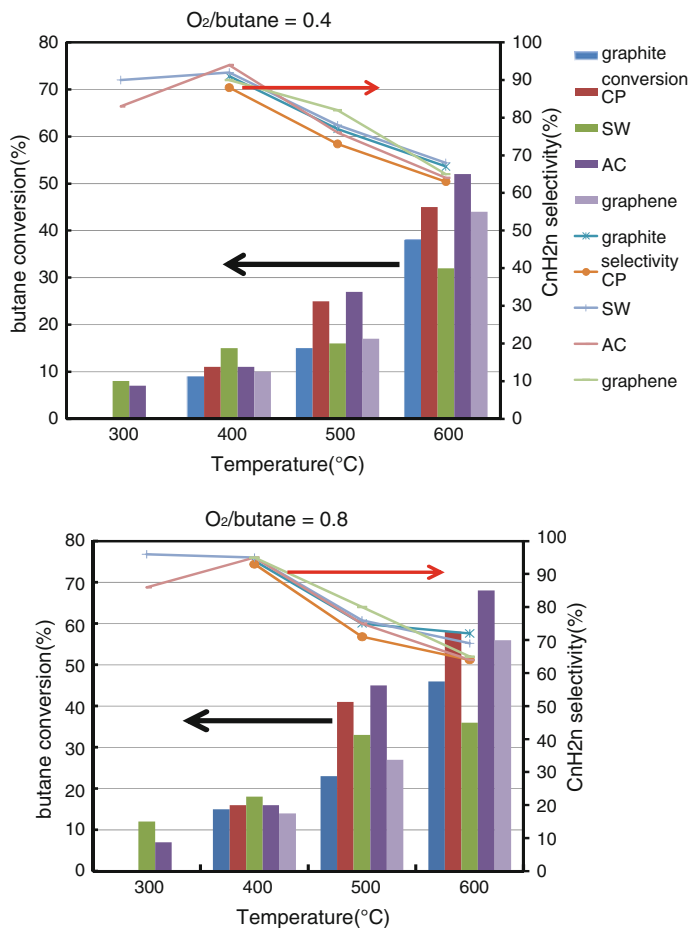 O2/butane = 0.4
butane conversion(%)
80
70
60
50
40
30
20
10
0
300
400
500
600
Temperature(°C)
100
90
80
70
60
50
40
30
20
10
0
CnH2n selectivity(%)
graphite
conversion
CP
SW
AC
graphene
graphite
selectivity
CP
SW
AC
graphene
O2/butane = 0.8
butane conversion(%)
80
70
60
50
40
30
20
10
0
300
400
500
600
Temperature(°C)
100
90
80
70
60
50
40
30
20
10
0
CnH2n selectivity(%)